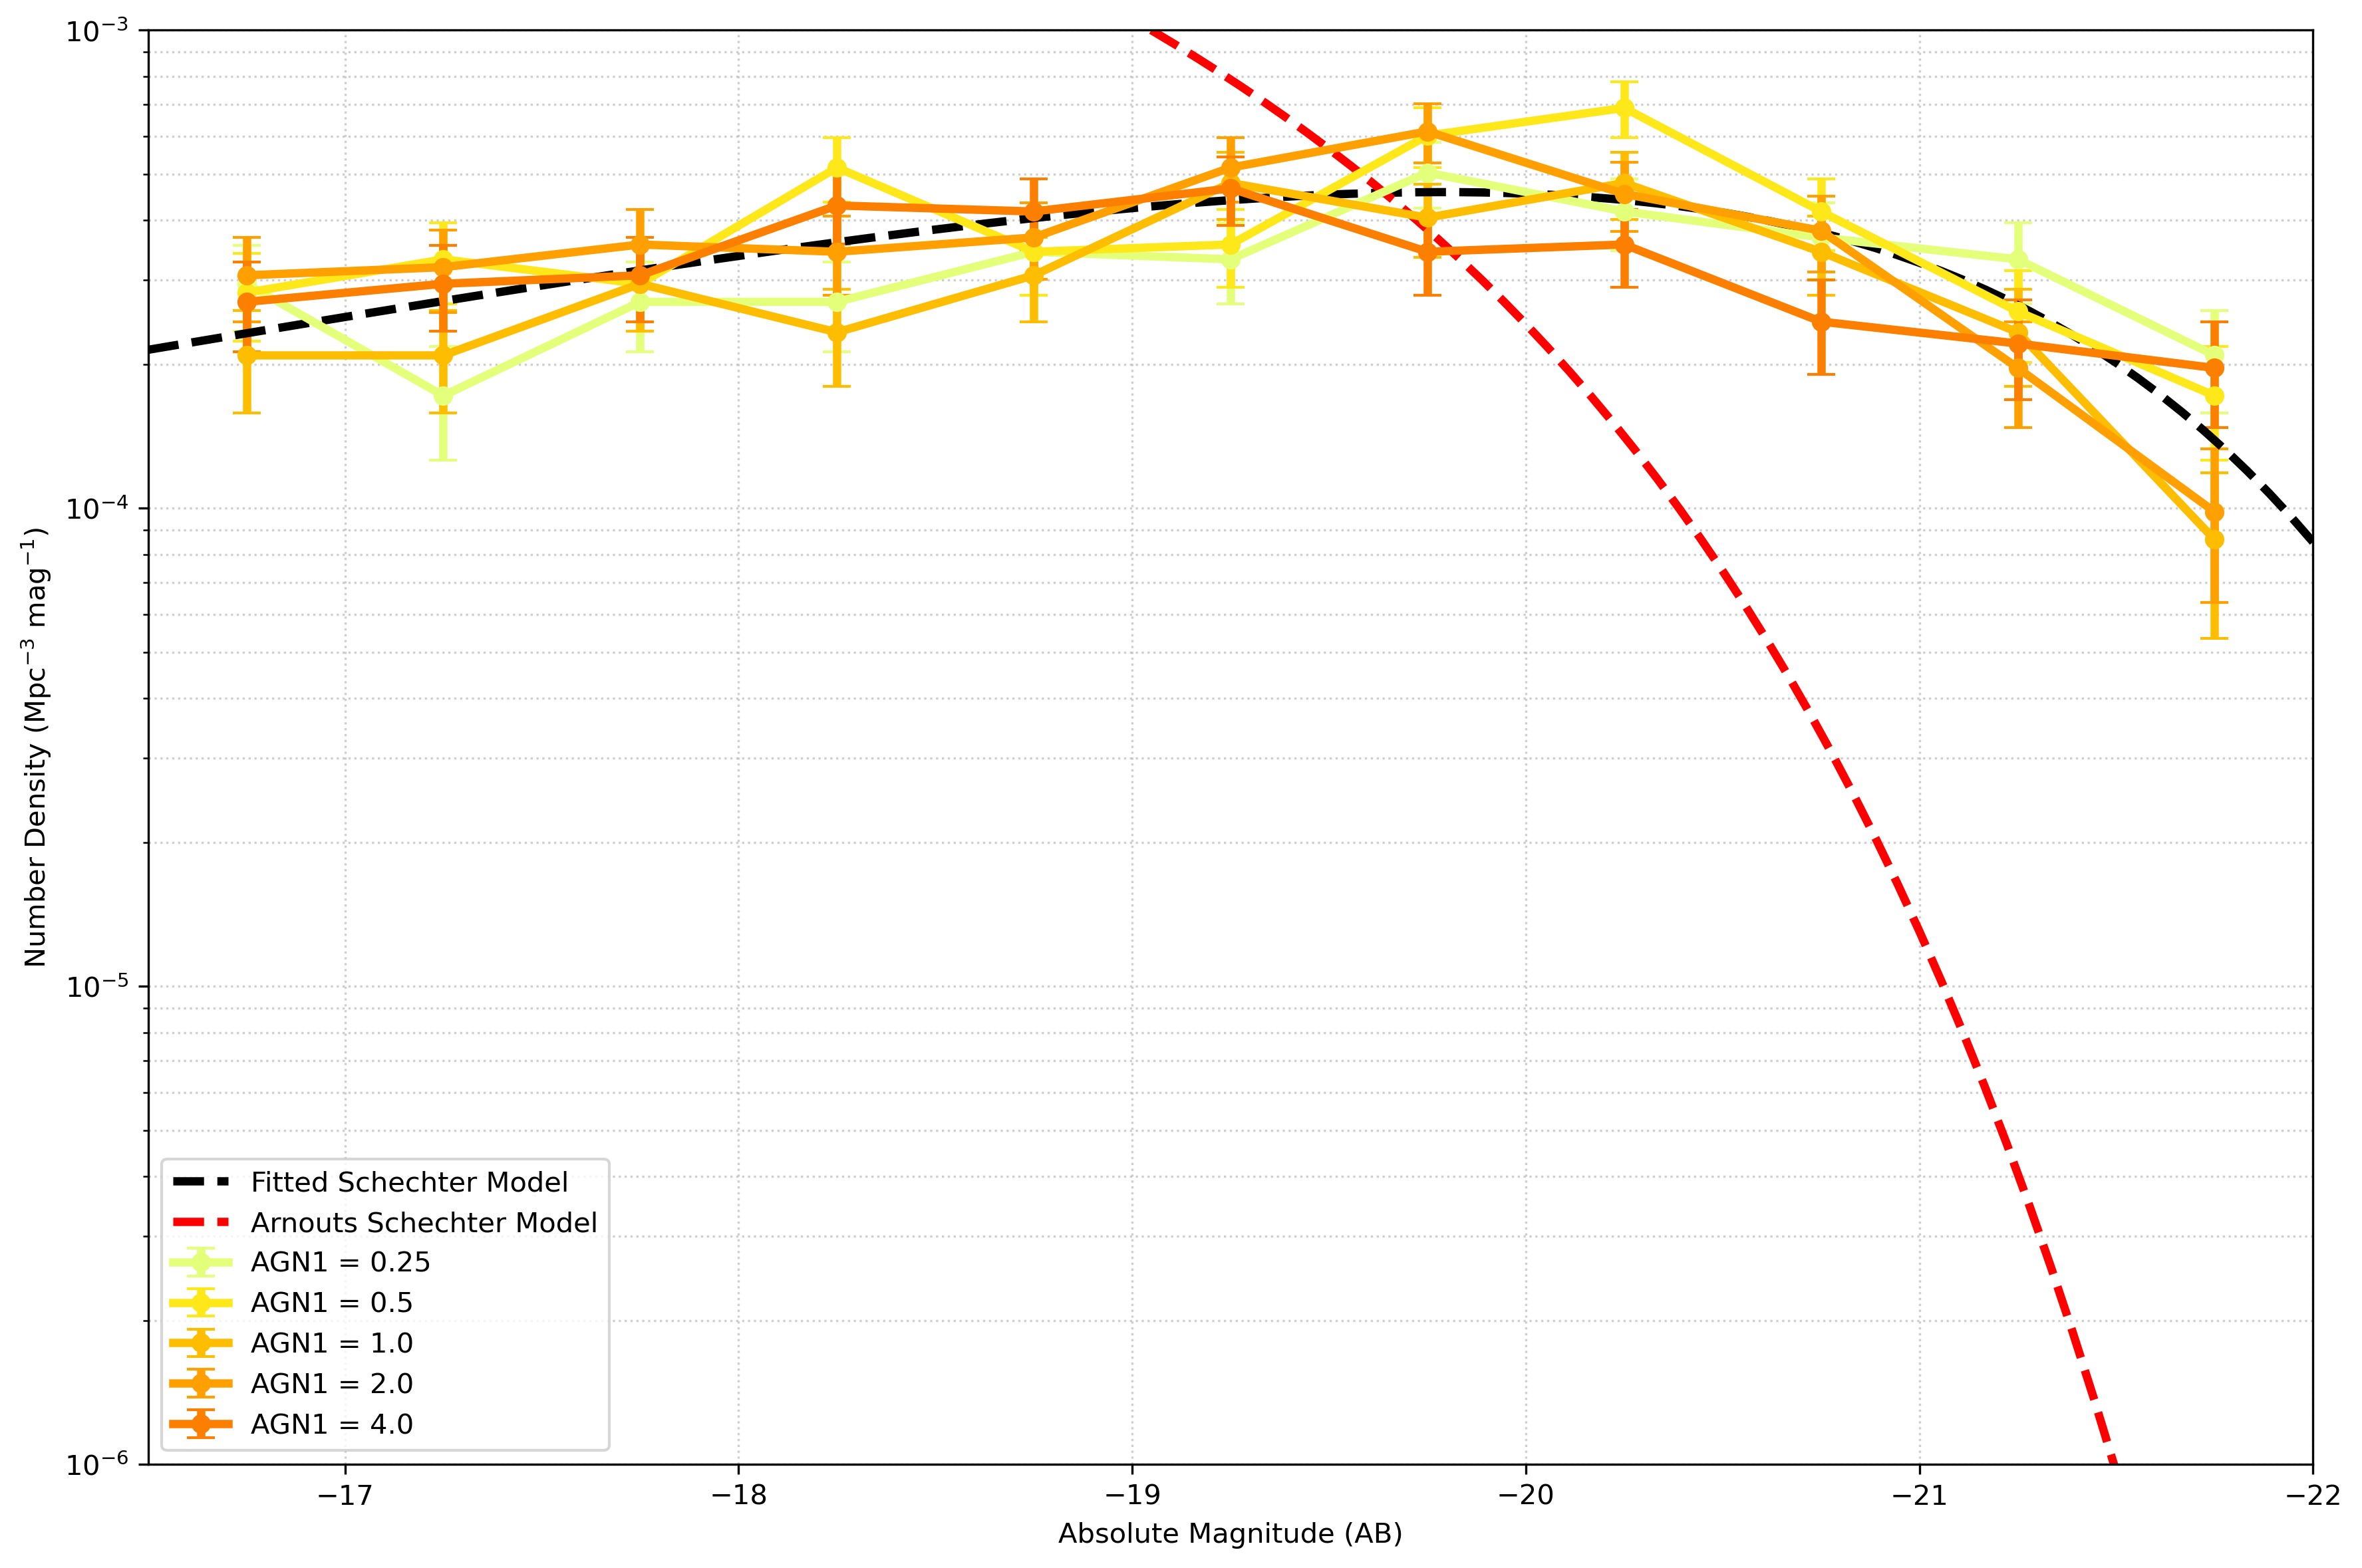 10⁻³
10⁻⁴
10⁻⁵
10⁻⁶
Number Density (Mpc⁻³ mag⁻¹)
Fitted Schechter Model
Arnouts Schechter Model
AGN1 = 0.25
AGN1 = 0.5
AGN1 = 1.0
AGN1 = 2.0
AGN1 = 4.0
−17 −18 −19 −20 −21 −22
Absolute Magnitude (AB)